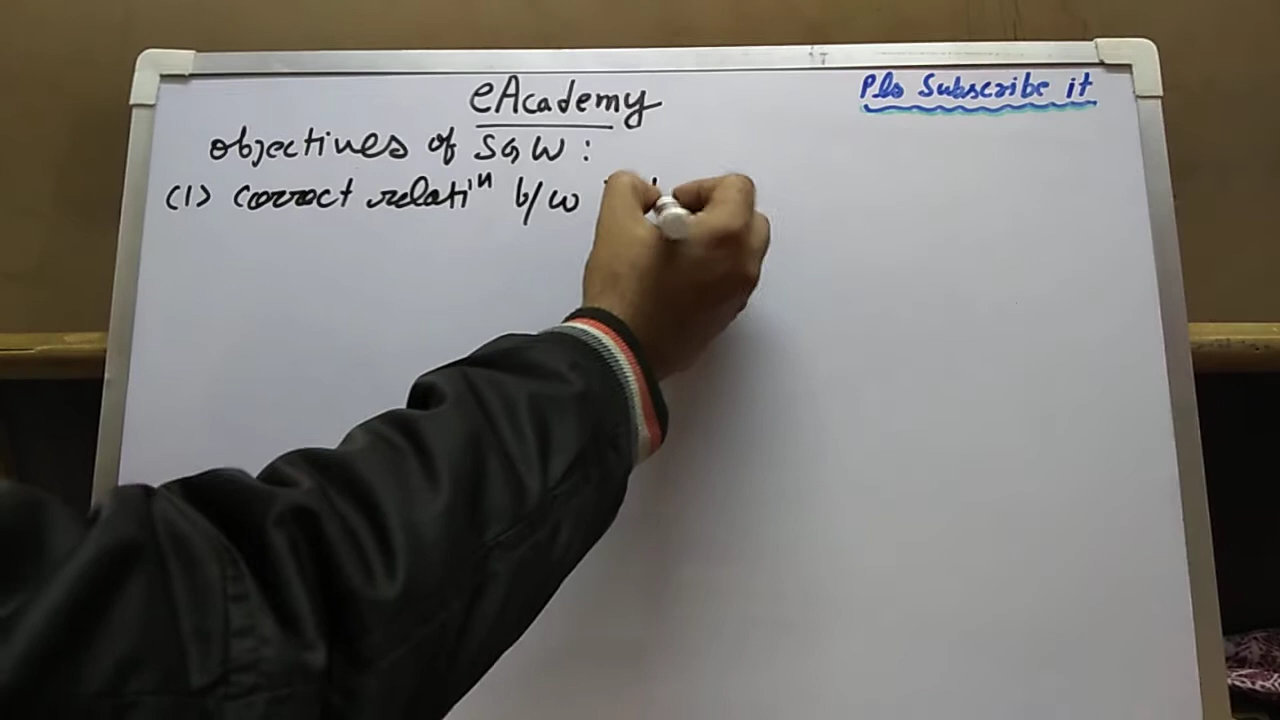 eAcademy
Pls Subscribe it
objectives of SGW :
(1) correct relatiⁿ b/w